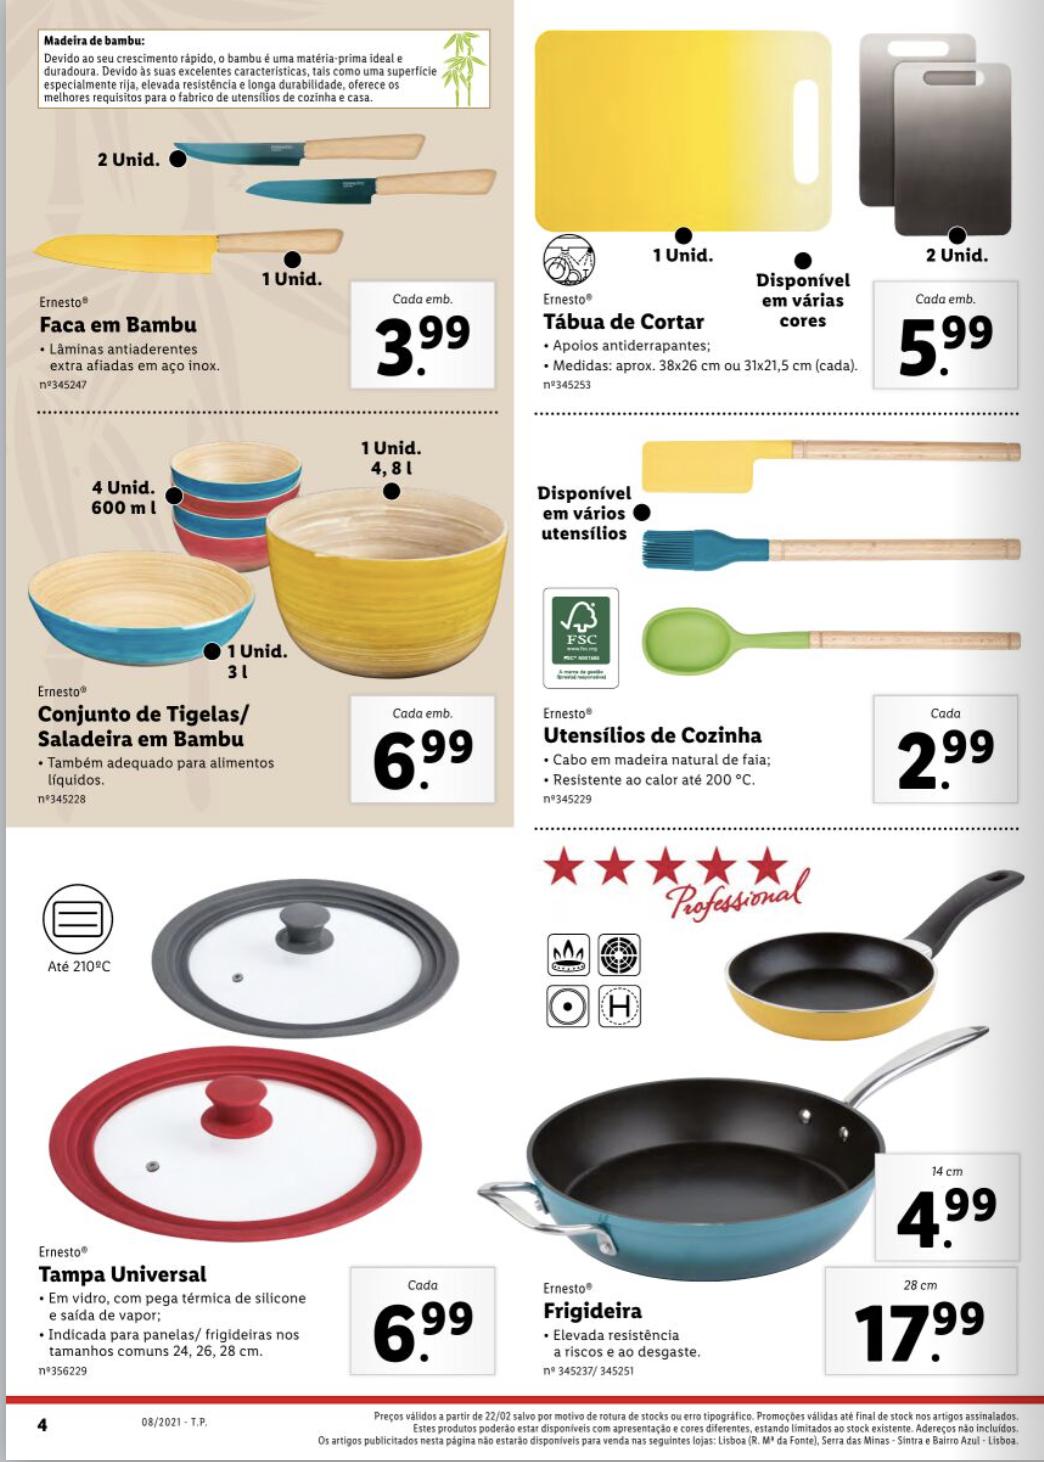 Madeira de bambu:
Devido ao seu crescimento rápido, o bambu é uma matéria-prima ideal e
duradoura. Devido às suas excelentes características, tais como uma superfície
especialmente rija, elevada resistência e longa durabilidade, oferece os
melhores requisitos para o fabrico de utensílios de cozinha e casa.
2 Unid.
1 Unid.
Ernesto®
Faca em Bambu
• Lâminas antiaderentes
extra afiadas em aço inox.
nº345247
Cada emb.
3.99
1 Unid.
2 Unid.
Disponível
em várias
cores
Ernesto®
Tábua de Cortar
• Apoios antiderrapantes;
• Medidas: aprox. 38x26 cm ou 31x21,5 cm (cada).
nº345253
Cada emb.
5.99
1 Unid.
4, 8 l
4 Unid.
600 m l
1 Unid.
3 l
Ernesto®
Conjunto de Tigelas/
Saladeira em Bambu
• Também adequado para alimentos
líquidos.
nº345228
Cada emb.
6.99
Disponível
em vários
utensílios
FSC
www.fsc.org
Ernesto®
Utensílios de Cozinha
• Cabo em madeira natural de faia;
• Resistente ao calor até 200 °C.
nº345229
Cada
2.99
Até 210ºC
Ernesto®
Tampa Universal
• Em vidro, com pega térmica de silicone
e saída de vapor;
• Indicada para panelas/ frigideiras nos
tamanhos comuns 24, 26, 28 cm.
nº356229
Cada
6.99
Professional
H
Ernesto®
Frigideira
• Elevada resistência
a riscos e ao desgaste.
nº 345237/ 345251
14 cm
4.99
28 cm
17.99
4
08/2021 - T.P.
Preços válidos a partir de 22/02 salvo por motivo de rotura de stocks ou erro tipográfico. Promoções válidas até final de stock nos artigos assinalados.
Estes produtos poderão estar disponíveis com apresentação e cores diferentes, estando limitados ao stock existente. Adereços não incluídos.
Os artigos publicitados nesta página não estarão disponíveis para venda nas seguintes lojas: Lisboa (R. Mª da Fonte), Serra das Minas - Sintra e Bairro Azul - Lisboa.